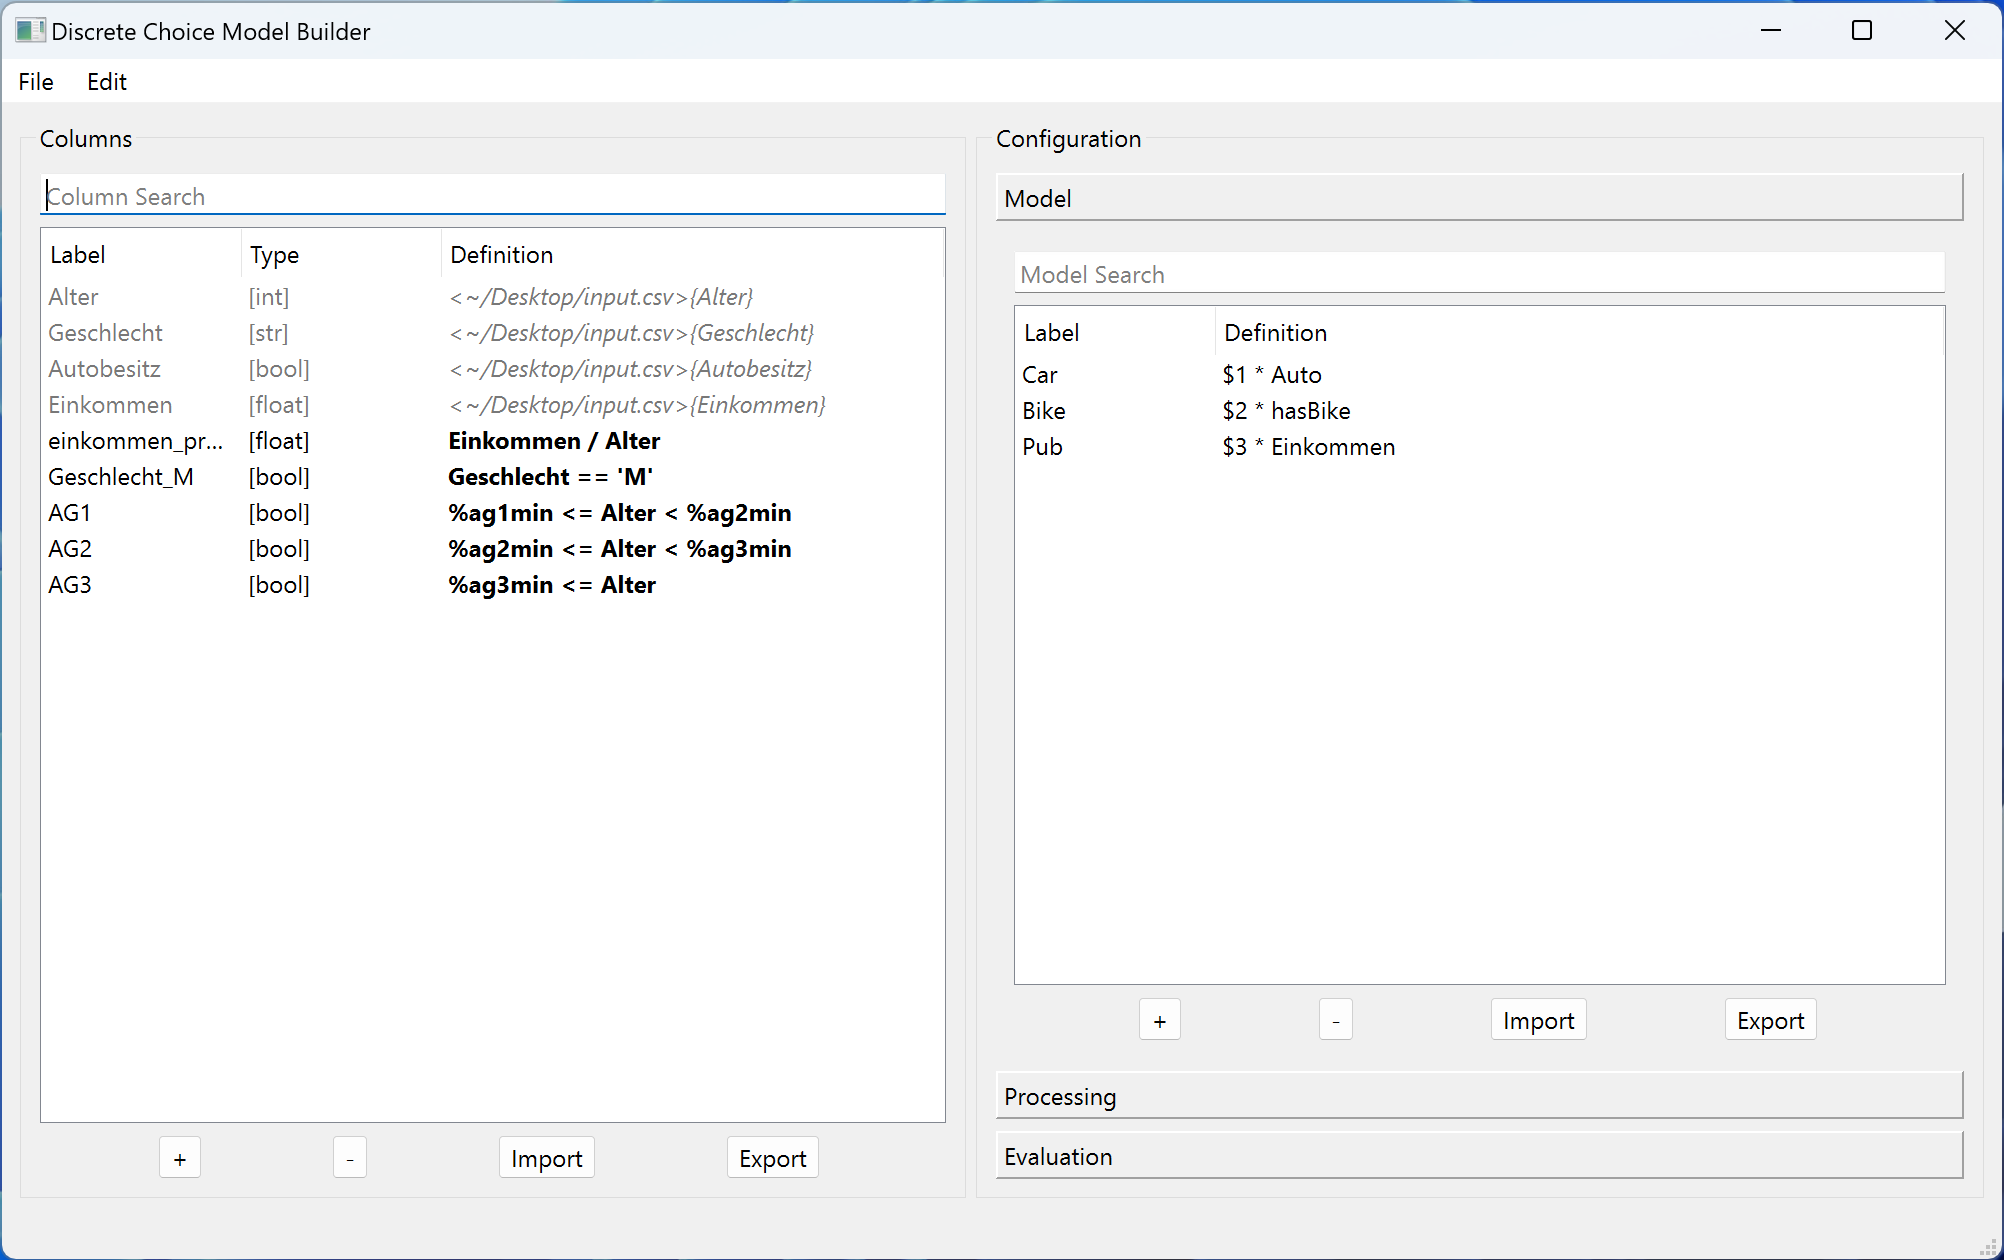 Discrete Choice Model Builder
File Edit
Columns
Column Search
Label Type Definition
Alter [int] <~/Desktop/input.csv>{Alter}
Geschlecht [str] <~/Desktop/input.csv>{Geschlecht}
Autobesitz [bool] <~/Desktop/input.csv>{Autobesitz}
Einkommen [float] <~/Desktop/input.csv>{Einkommen}
einkommen_pr... [float] Einkommen / Alter
Geschlecht_M [bool] Geschlecht == 'M'
AG1 [bool] %ag1min <= Alter < %ag2min
AG2 [bool] %ag2min <= Alter < %ag3min
AG3 [bool] %ag3min <= Alter
+ - Import Export
Configuration
Model
Model Search
Label Definition
Car $1 * Auto
Bike $2 * hasBike
Pub $3 * Einkommen
+ - Import Export
Processing
Evaluation